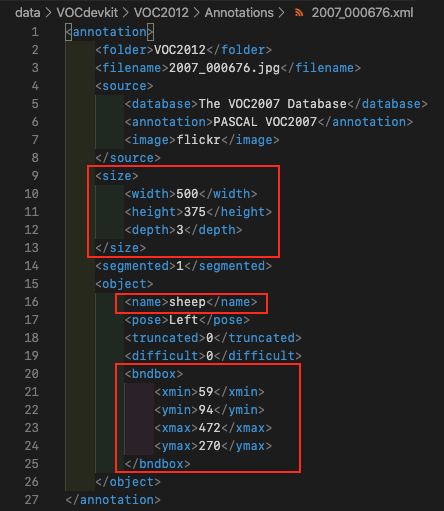 data > VOCdevkit > VOC2012 > Annotations > 2007_000676.xml
1 <annotation>
2 <folder>VOC2012</folder>
3 <filename>2007_000676.jpg</filename>
4 <source>
5 <database>The VOC2007 Database</database>
6 <annotation>PASCAL VOC2007</annotation>
7 <image>flickr</image>
8 </source>
9 <size>
10 <width>500</width>
11 <height>375</height>
12 <depth>3</depth>
13 </size>
14 <segmented>1</segmented>
15 <object>
16 <name>sheep</name>
17 <pose>Left</pose>
18 <truncated>0</truncated>
19 <difficult>0</difficult>
20 <bndbox>
21 <xmin>59</xmin>
22 <ymin>94</ymin>
23 <xmax>472</xmax>
24 <ymax>270</ymax>
25 </bndbox>
26 </object>
27 </annotation>